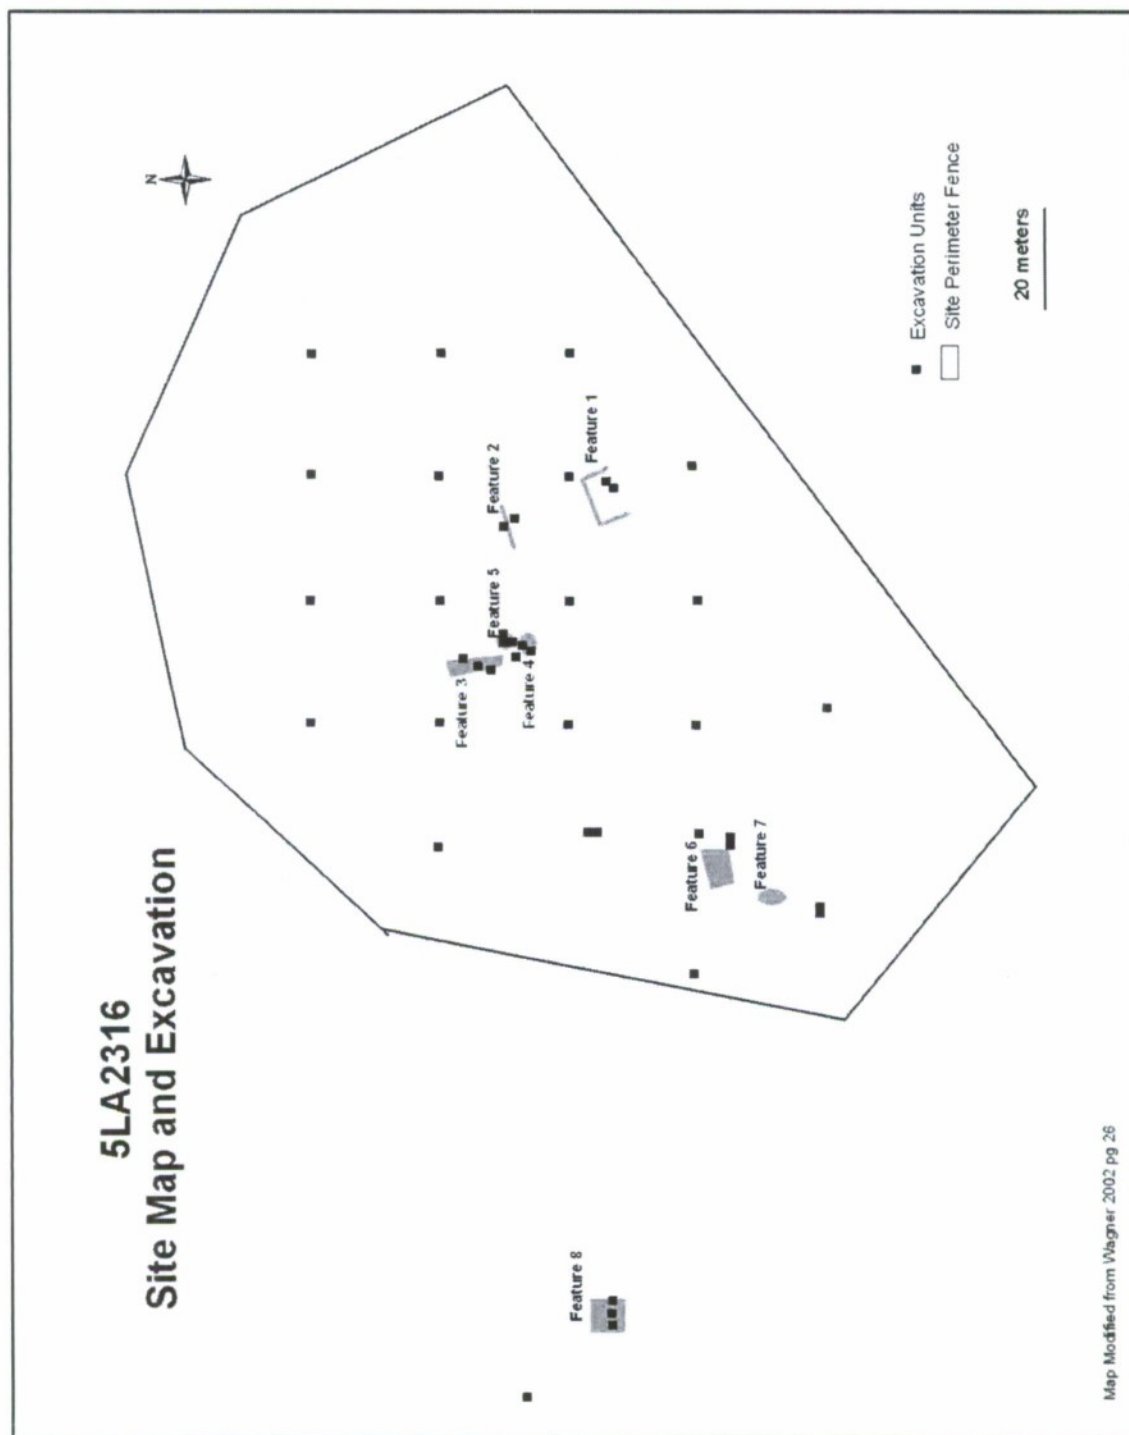 5LA2316
Site Map and Excavation
N
Feature 8
Feature 3
Feature 4
Feature 5
Feature 2
Feature 1
Feature 6
Feature 7
Excavation Units
Site Perimeter Fence
20 meters
Map Modified from Wagner 2002 pg 26